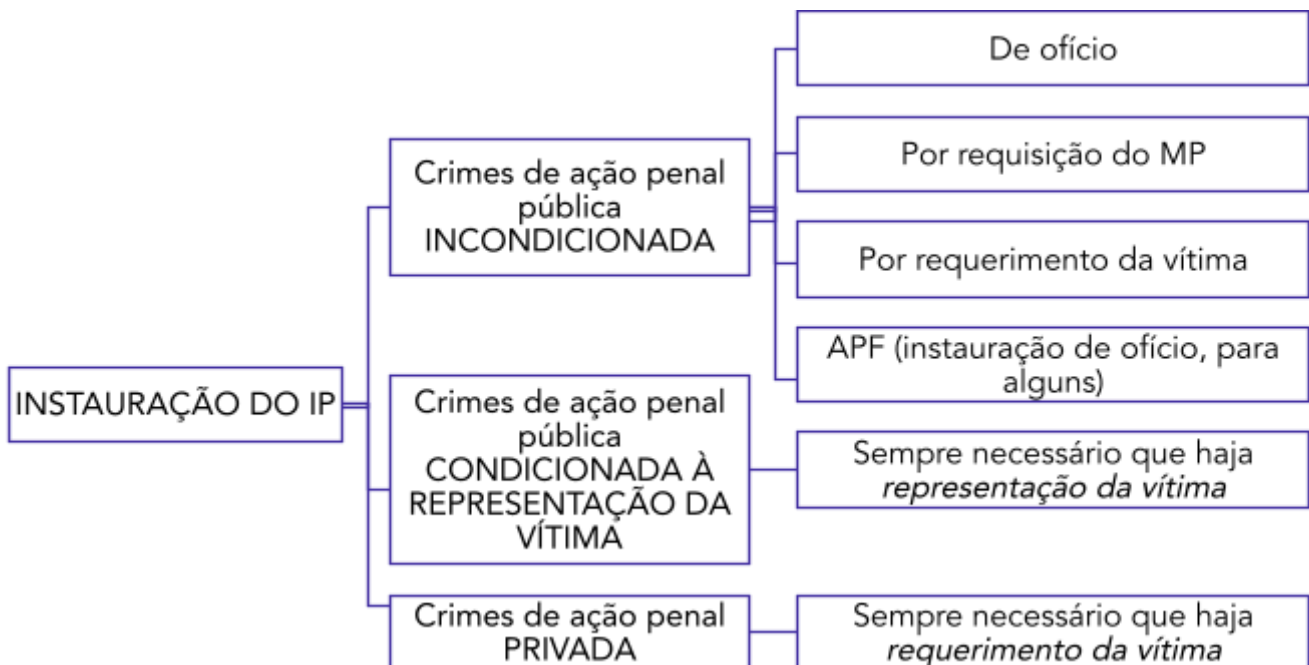 INSTAURAÇÃO DO IP
Crimes de ação penal
pública
INCONDICIONADA
De ofício
Por requisição do MP
Por requerimento da vítima
APF (instauração de ofício, para
alguns)
Crimes de ação penal
pública
CONDICIONADA À
REPRESENTAÇÃO DA
VÍTIMA
Sempre necessário que haja
representação da vítima
Crimes de ação penal
PRIVADA
Sempre necessário que haja
requerimento da vítima